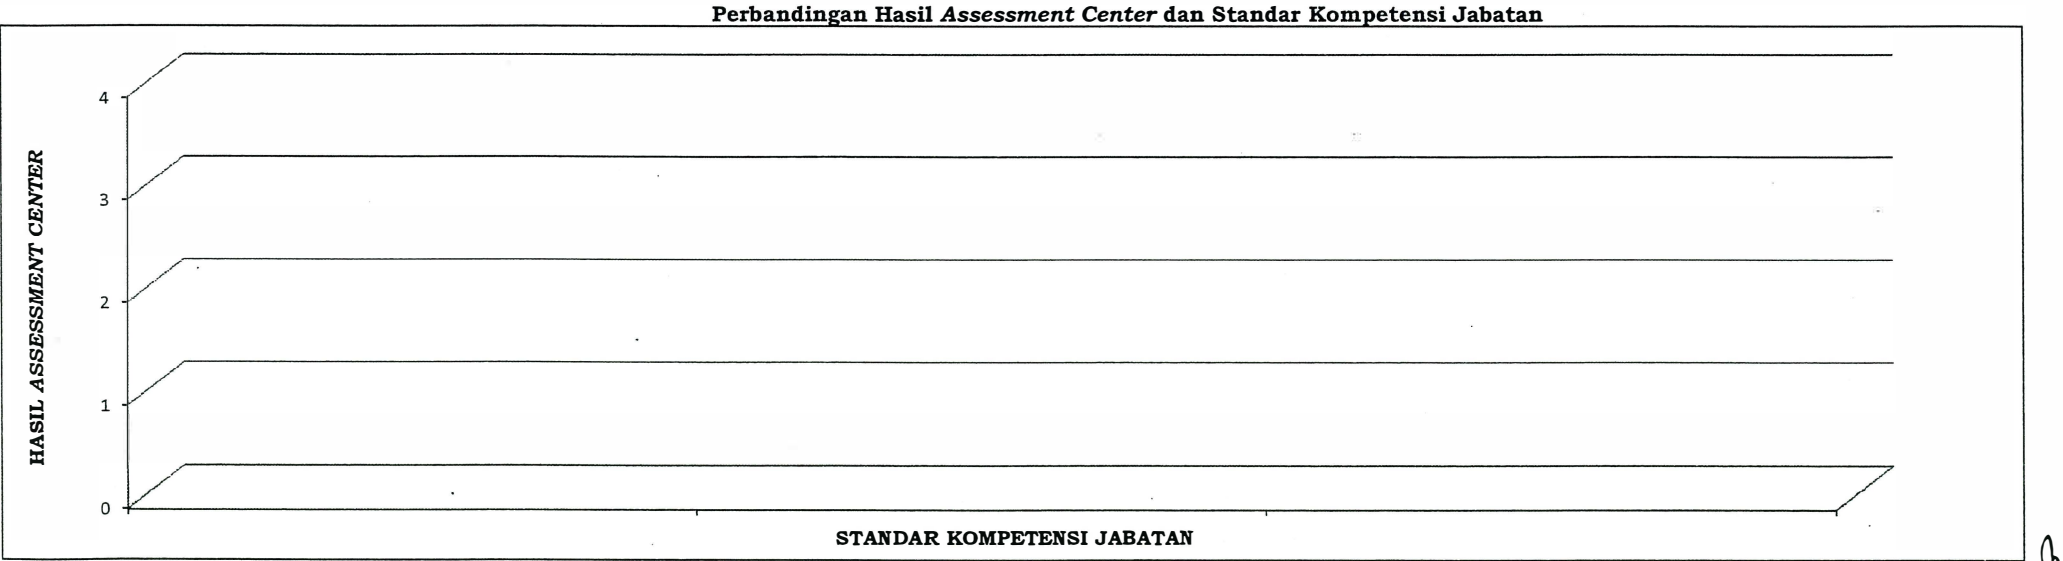 Perbandingan Hasil Assessment Center dan Standar Kompetensi Jabatan
HASIL ASSESSMENT CENTER
4
3
2
1
0
STANDAR KOMPETENSI JABATAN